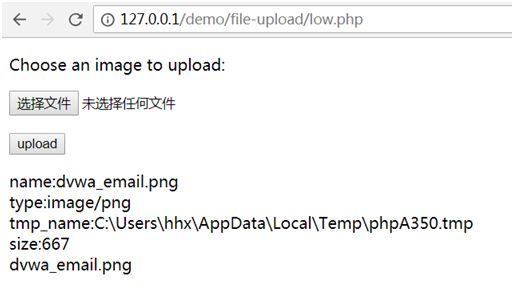 127.0.0.1/demo/file-upload/low.php
Choose an image to upload:
选择文件 未选择任何文件
upload
name:dvwa_email.png
type:image/png
tmp_name:C:\Users\hhx\AppData\Local\Temp\phpA350.tmp
size:667
dvwa_email.png